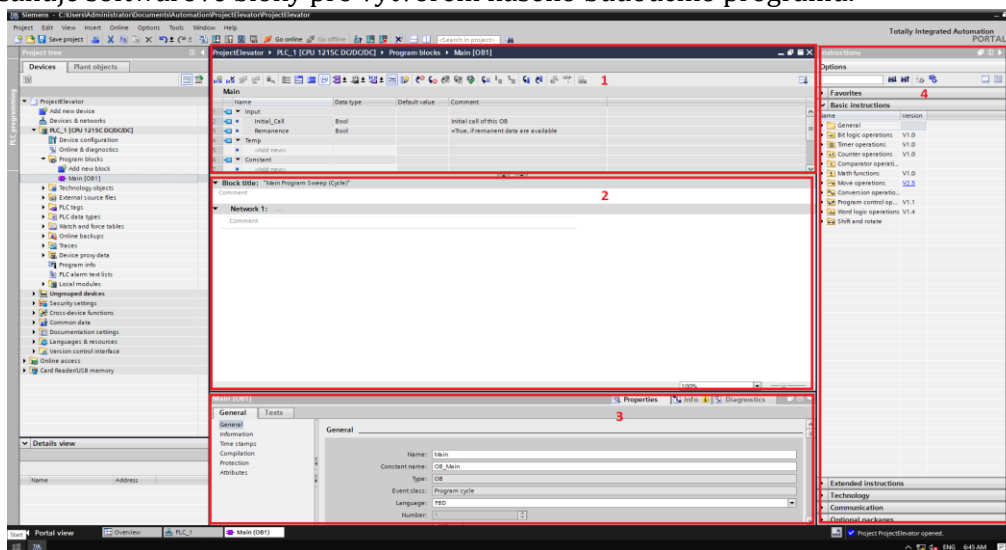 softwarové bloky pro vytvoření našeho budoucího programu.
Siemens - C:\Users\Administrator\Documents\Automation\ProjectElevator\ProjectElevator
Project Edit View Insert Online Options Tools Window Help
Save project Go online Go offline <Search in project>
Totally Integrated Automation
PORTAL
Project tree
Devices Plant objects
PLC programming
ProjectElevator
Add new device
Devices & networks
PLC_1 [CPU 1215C DC/DC/DC]
Device configuration
Online & diagnostics
Program blocks
Add new block
Main [OB1]
Technology objects
External source files
PLC tags
PLC data types
Watch and force tables
Online backups
Traces
Device proxy data
Program info
PLC alarm text lists
Local modules
Ungrouped devices
Security settings
Cross-device functions
Common data
Documentation settings
Languages & resources
Version control interface
Online access
Card Reader/USB memory
Details view
Name Address
ProjectElevator PLC_1 [CPU 1215C DC/DC/DC] Program blocks Main [OB1]
1
Main
Name Data type Default value Comment
Input
Initial_Call Bool Initial call of this OB
Remanence Bool =True, if remanent data are available
Temp
<Add new>
Constant
<Add new>
Block title: "Main Program Sweep (Cycle)"
Comment
2
Network 1:
Comment
100%
Main [OB1]
Properties Info Diagnostics
General Texts
3
General
Information
Time stamps
Compilation
Protection
Attributes
General
Name: Main
Constant name: OB_Main
Type: OB
Event class: Program cycle
Language: FBD
Number:
Instructions
Options
4
Favorites
Basic instructions
Name Version
General
Bit logic operations V1.0
Timer operations V1.0
Counter operations V1.0
Comparator operati...
Math functions V1.0
Move operations V2.5
Conversion operatio...
Program control op... V1.1
Word logic operations V1.4
Shift and rotate
Extended instructions
Technology
Communication
Optional packages
Start
Portal view Overview PLC_1 Main (OB1)
Project ProjectElevator opened.
ENG 6:45 AM